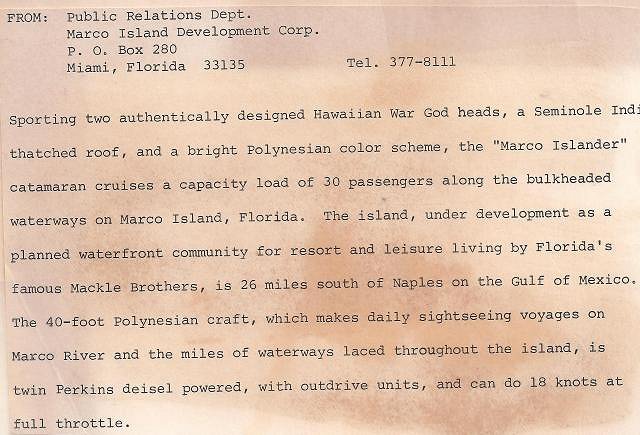 FROM: Public Relations Dept.
Marco Island Development Corp.
P. O. Box 280
Miami, Florida 33135 Tel. 377-8111
Sporting two authentically designed Hawaiian War God heads, a Seminole Indi
thatched roof, and a bright Polynesian color scheme, the "Marco Islander"
catamaran cruises a capacity load of 30 passengers along the bulkheaded
waterways on Marco Island, Florida. The island, under development as a
planned waterfront community for resort and leisure living by Florida's
famous Mackle Brothers, is 26 miles south of Naples on the Gulf of Mexico.
The 40-foot Polynesian craft, which makes daily sightseeing voyages on
Marco River and the miles of waterways laced throughout the island, is
twin Perkins deisel powered, with outdrive units, and can do 18 knots at
full throttle.